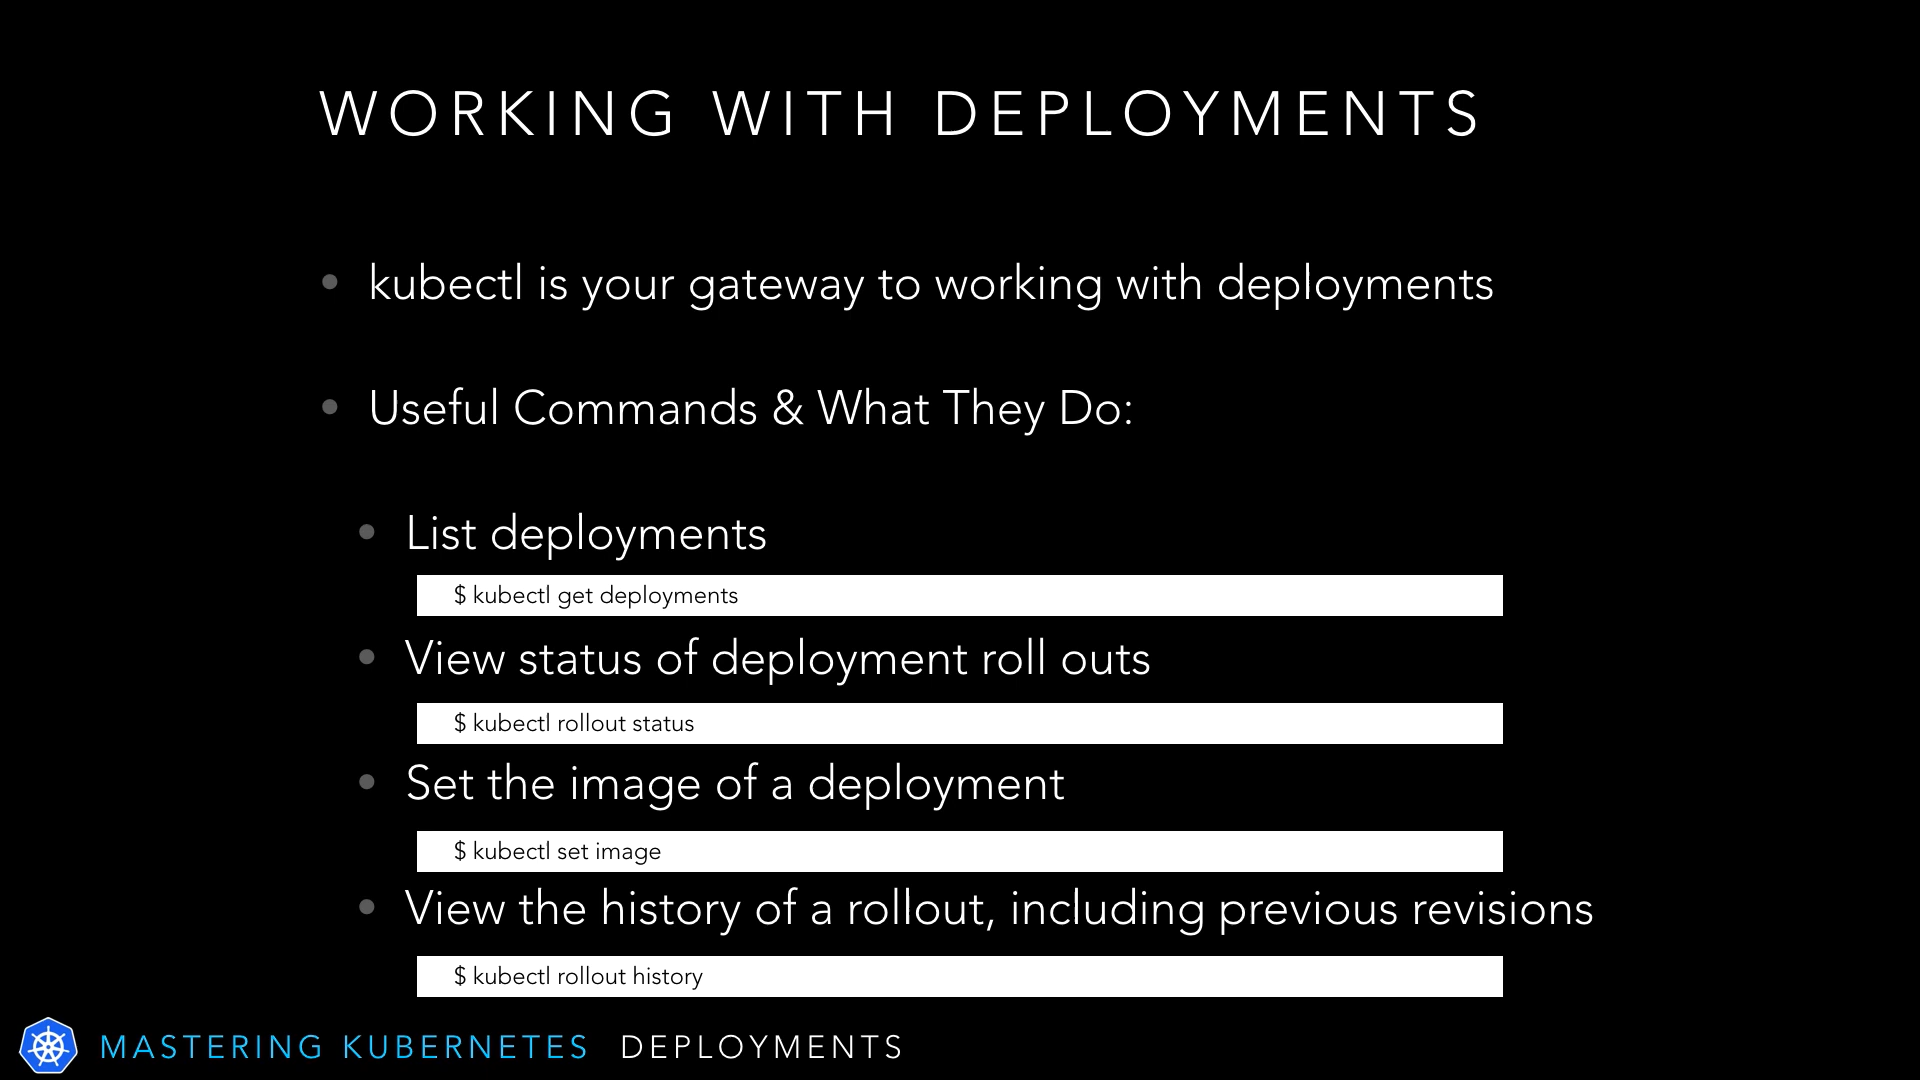 WORKING WITH DEPLOYMENTS
• kubectl is your gateway to working with deployments
• Useful Commands & What They Do:
• List deployments
$ kubectl get deployments
• View status of deployment roll outs
$ kubectl rollout status
• Set the image of a deployment
$ kubectl set image
• View the history of a rollout, including previous revisions
$ kubectl rollout history
MASTERING KUBERNETES DEPLOYMENTS